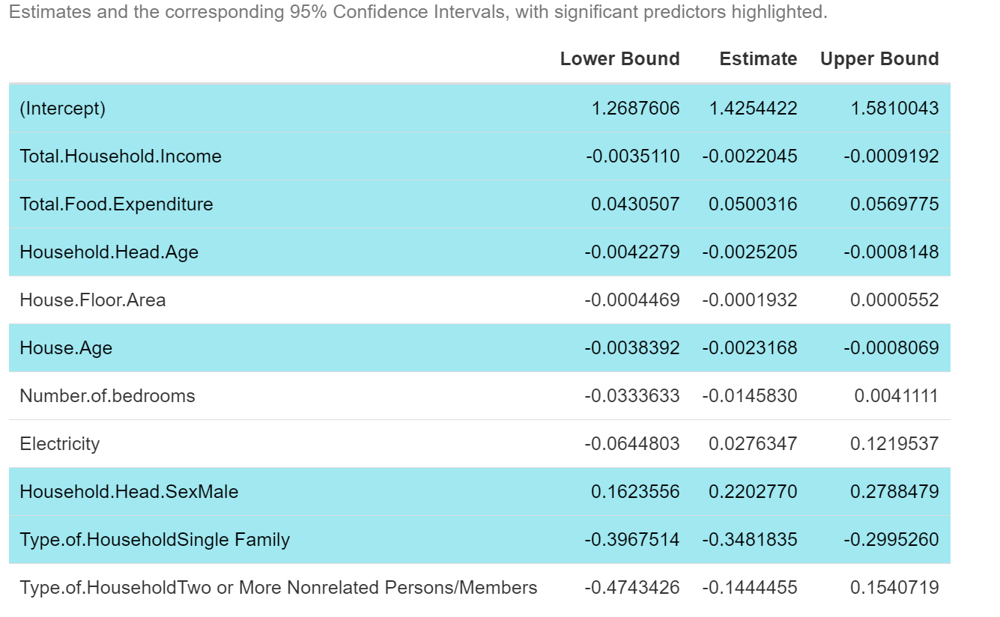 Estimates and the corresponding 95% Confidence Intervals, with significant predictors highlighted.
Lower Bound Estimate Upper Bound
(Intercept) 1.2687606 1.4254422 1.5810043
Total.Household.Income -0.0035110 -0.0022045 -0.0009192
Total.Food.Expenditure 0.0430507 0.0500316 0.0569775
Household.Head.Age -0.0042279 -0.0025205 -0.0008148
House.Floor.Area -0.0004469 -0.0001932 0.0000552
House.Age -0.0038392 -0.0023168 -0.0008069
Number.of.bedrooms -0.0333633 -0.0145830 0.0041111
Electricity -0.0644803 0.0276347 0.1219537
Household.Head.SexMale 0.1623556 0.2202770 0.2788479
Type.of.HouseholdSingle Family -0.3967514 -0.3481835 -0.2995260
Type.of.HouseholdTwo or More Nonrelated Persons/Members -0.4743426 -0.1444455 0.1540719